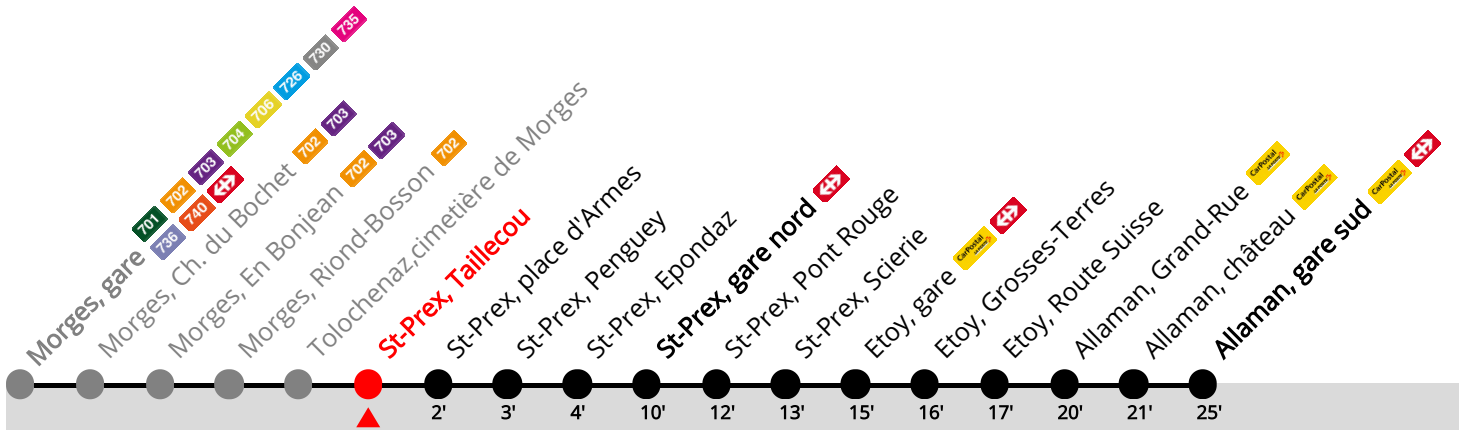 Morges, gare 701 702 703 704 706 726 730 735
736 740
Morges, Ch. du Bochet 702 703
Morges, En Bonjean 702 703
Morges, Riond-Bosson 702
Tolochenaz,cimetière de Morges
St-Prex, Taillecou
St-Prex, place d'Armes
St-Prex, Penguey
St-Prex, Epondaz
St-Prex, gare nord
St-Prex, Pont Rouge
St-Prex, Scierie
Etoy, gare CarPostal
Etoy, Grosses-Terres
Etoy, Route Suisse
Allaman, Grand-Rue CarPostal
Allaman, château CarPostal
Allaman, gare sud CarPostal
2' 3' 4' 10' 12' 13' 15' 16' 17' 20' 21' 25'